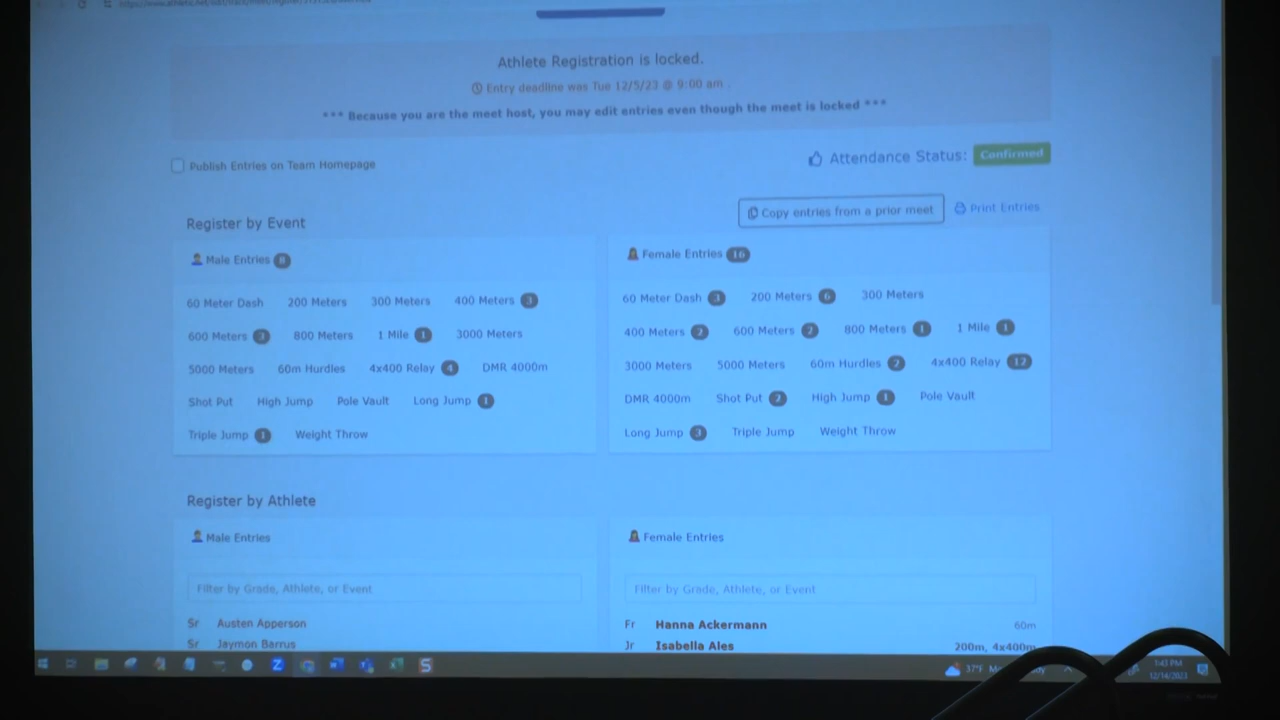 Athlete Registration is locked.
Entry deadline was Tue 12/5/23 @ 9:00 am .
*** Because you are the meet host, you may edit entries even though the meet is locked ***
Publish Entries on Team Homepage
Attendance Status: Confirmed
Copy entries from a prior meet Print Entries
Register by Event
Male Entries 8
60 Meter Dash 200 Meters 300 Meters 400 Meters 3
600 Meters 3 800 Meters 1 Mile 1 3000 Meters
5000 Meters 60m Hurdles 4x400 Relay 4 DMR 4000m
Shot Put High Jump Pole Vault Long Jump 1
Triple Jump 1 Weight Throw
Female Entries 16
60 Meter Dash 3 200 Meters 6 300 Meters
400 Meters 2 600 Meters 2 800 Meters 1 1 Mile 1
3000 Meters 5000 Meters 60m Hurdles 2 4x400 Relay 12
DMR 4000m Shot Put 2 High Jump 1 Pole Vault
Long Jump 3 Triple Jump Weight Throw
Register by Athlete
Male Entries
Filter by Grade, Athlete, or Event
Sr Austen Apperson
Sr Jaymon Barrus
Female Entries
Filter by Grade, Athlete, or Event
Fr Hanna Ackermann 60m
Jr Isabella Ales 200m, 4x400m
37°F
1:43 PM
12/14/2023